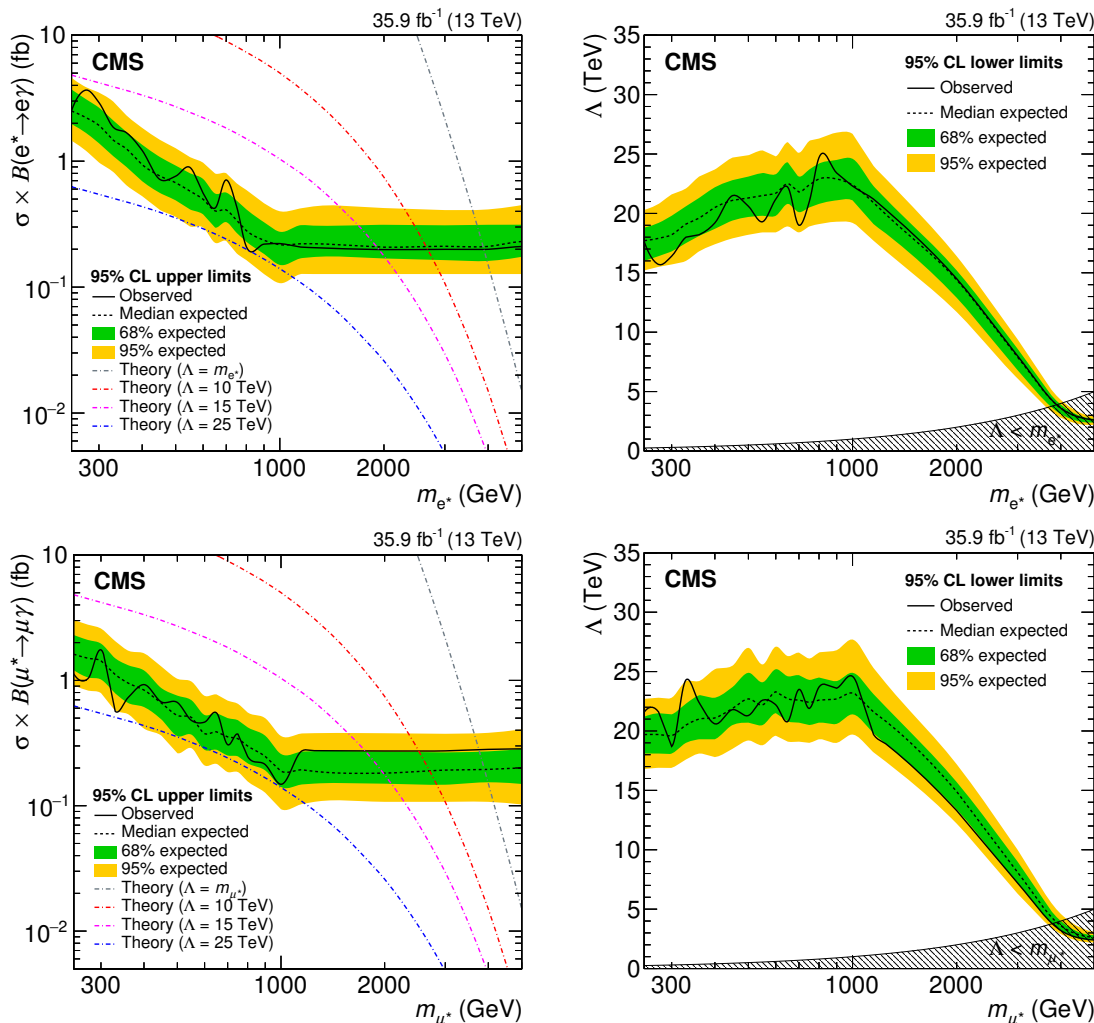 35.9 fb⁻¹ (13 TeV)
CMS
σ × B(e*→eγ) (fb)
10
1
10⁻¹
10⁻²
95% CL upper limits
Observed
Median expected
68% expected
95% expected
Theory (Λ = m_e*)
Theory (Λ = 10 TeV)
Theory (Λ = 15 TeV)
Theory (Λ = 25 TeV)
300 1000 2000
m_e* (GeV)
35.9 fb⁻¹ (13 TeV)
CMS
Λ (TeV)
35
30
25
20
15
10
5
0
95% CL lower limits
Observed
Median expected
68% expected
95% expected
Λ < m_e*
300 1000 2000
m_e* (GeV)
35.9 fb⁻¹ (13 TeV)
CMS
σ × B(μ*→μγ) (fb)
10
1
10⁻¹
10⁻²
95% CL upper limits
Observed
Median expected
68% expected
95% expected
Theory (Λ = m_μ*)
Theory (Λ = 10 TeV)
Theory (Λ = 15 TeV)
Theory (Λ = 25 TeV)
300 1000 2000
m_μ* (GeV)
35.9 fb⁻¹ (13 TeV)
CMS
Λ (TeV)
35
30
25
20
15
10
5
0
95% CL lower limits
Observed
Median expected
68% expected
95% expected
Λ < m_μ*
300 1000 2000
m_μ* (GeV)